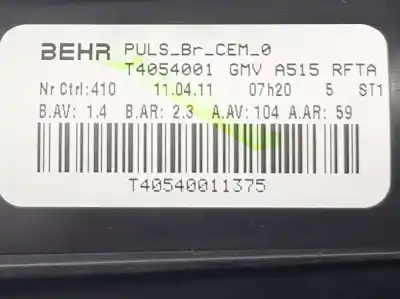 BEHR PULS_Br_CEM_0
T4054001 GMV A515 RFTA
Nr Ctrl:410 11.04.11 07h20 5 ST1
B.AV: 1.4 B.AR: 2.3 A.AV: 104 A.AR: 59
T40540011375